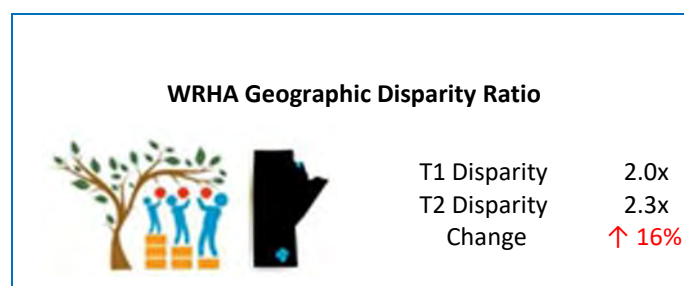 WRHA Geographic Disparity Ratio
T1 Disparity 2.0x
T2 Disparity 2.3x
Change ↑ 16%